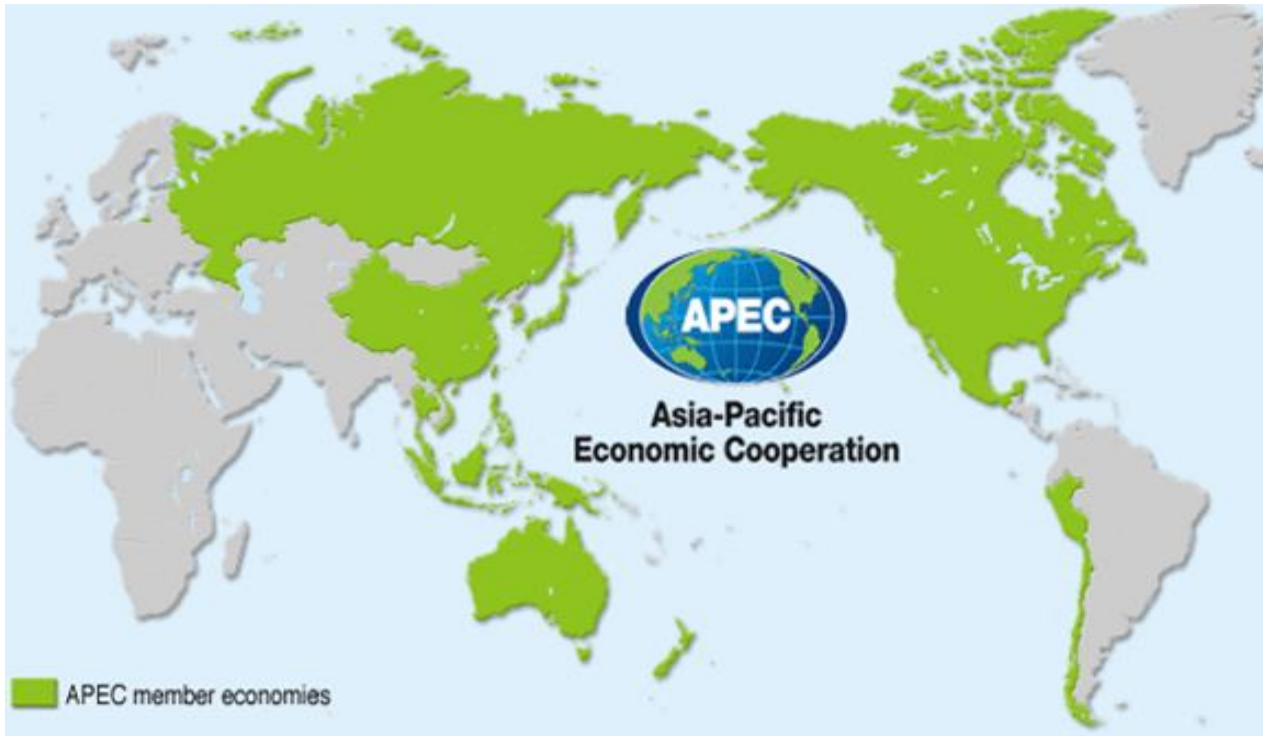 APEC
Asia-Pacific
Economic Cooperation
APEC member economies